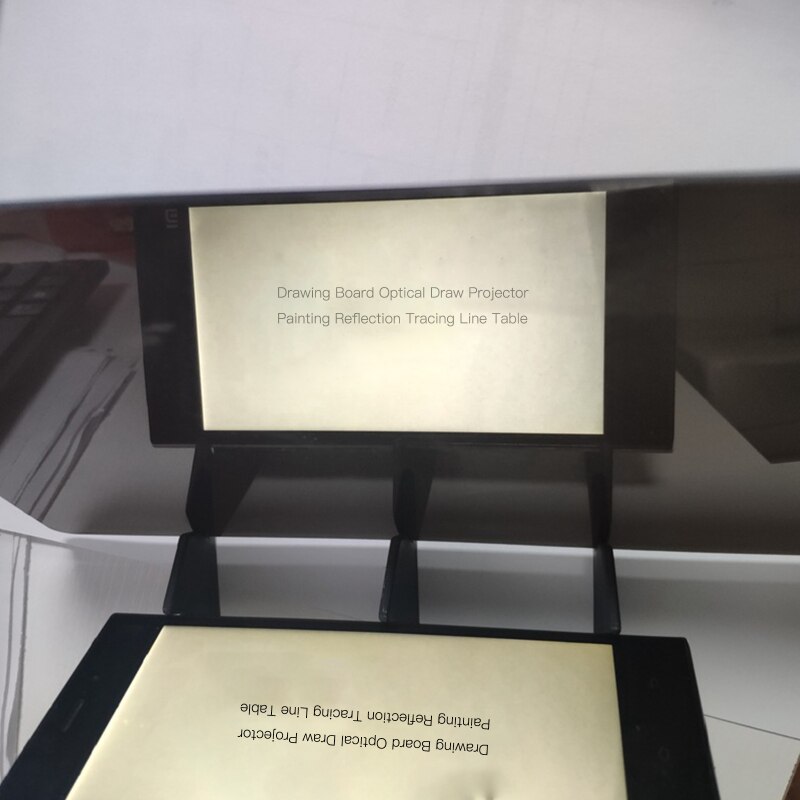 Drawing Board Optical Draw Projector
Painting Reflection Tracing Line Table
Painting Reflection Tracing Line Table
Drawing Board Optical Draw Projector